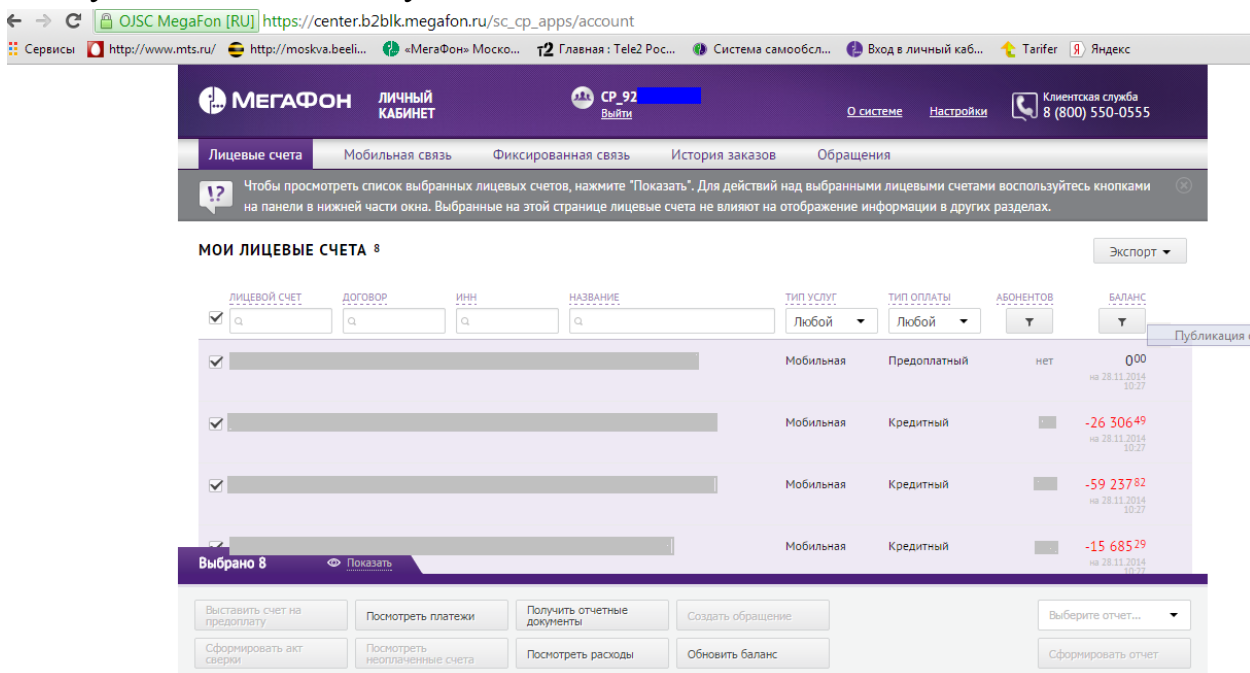 OJSC MegaFon [RU] https://center.b2blk.megafon.ru/sc_cp_apps/account
Сервисы http://www.mts.ru/ http://moskva.beeli... «МегаФон» Моско... Главная : Tele2 Рос... Система самообсл... Вход в личный каб... Tarifer Яндекс
МЕГАФОН ЛИЧНЫЙ КАБИНЕТ
CP_92
Выйти
О системе Настройки
Клиентская служба
8 (800) 550-0555
Лицевые счета Мобильная связь Фиксированная связь История заказов Обращения
Чтобы просмотреть список выбранных лицевых счетов, нажмите "Показать". Для действий над выбранными лицевыми счетами воспользуйтесь кнопками
на панели в нижней части окна. Выбранные на этой странице лицевые счета не влияют на отображение информации в других разделах.
МОИ ЛИЦЕВЫЕ СЧЕТА 8
Экспорт
ЛИЦЕВОЙ СЧЕТ ДОГОВОР ИНН НАЗВАНИЕ ТИП УСЛУГ ТИП ОПЛАТЫ АБОНЕНТОВ БАЛАНС
Любой Любой
Публикация
Мобильная Предоплатный нет 0 00
на 28.11.2014
10:27
Мобильная Кредитный -26 306 49
на 28.11.2014
10:27
Мобильная Кредитный -59 237 82
на 28.11.2014
10:27
Мобильная Кредитный -15 685 29
на 28.11.2014
10:27
Выбрано 8 Показать
Выставить счет на предоплату
Посмотреть платежи
Получить отчетные документы
Создать обращение
Выберите отчет...
Сформировать акт сверки
Посмотреть неоплаченные счета
Посмотреть расходы
Обновить баланс
Сформировать отчет